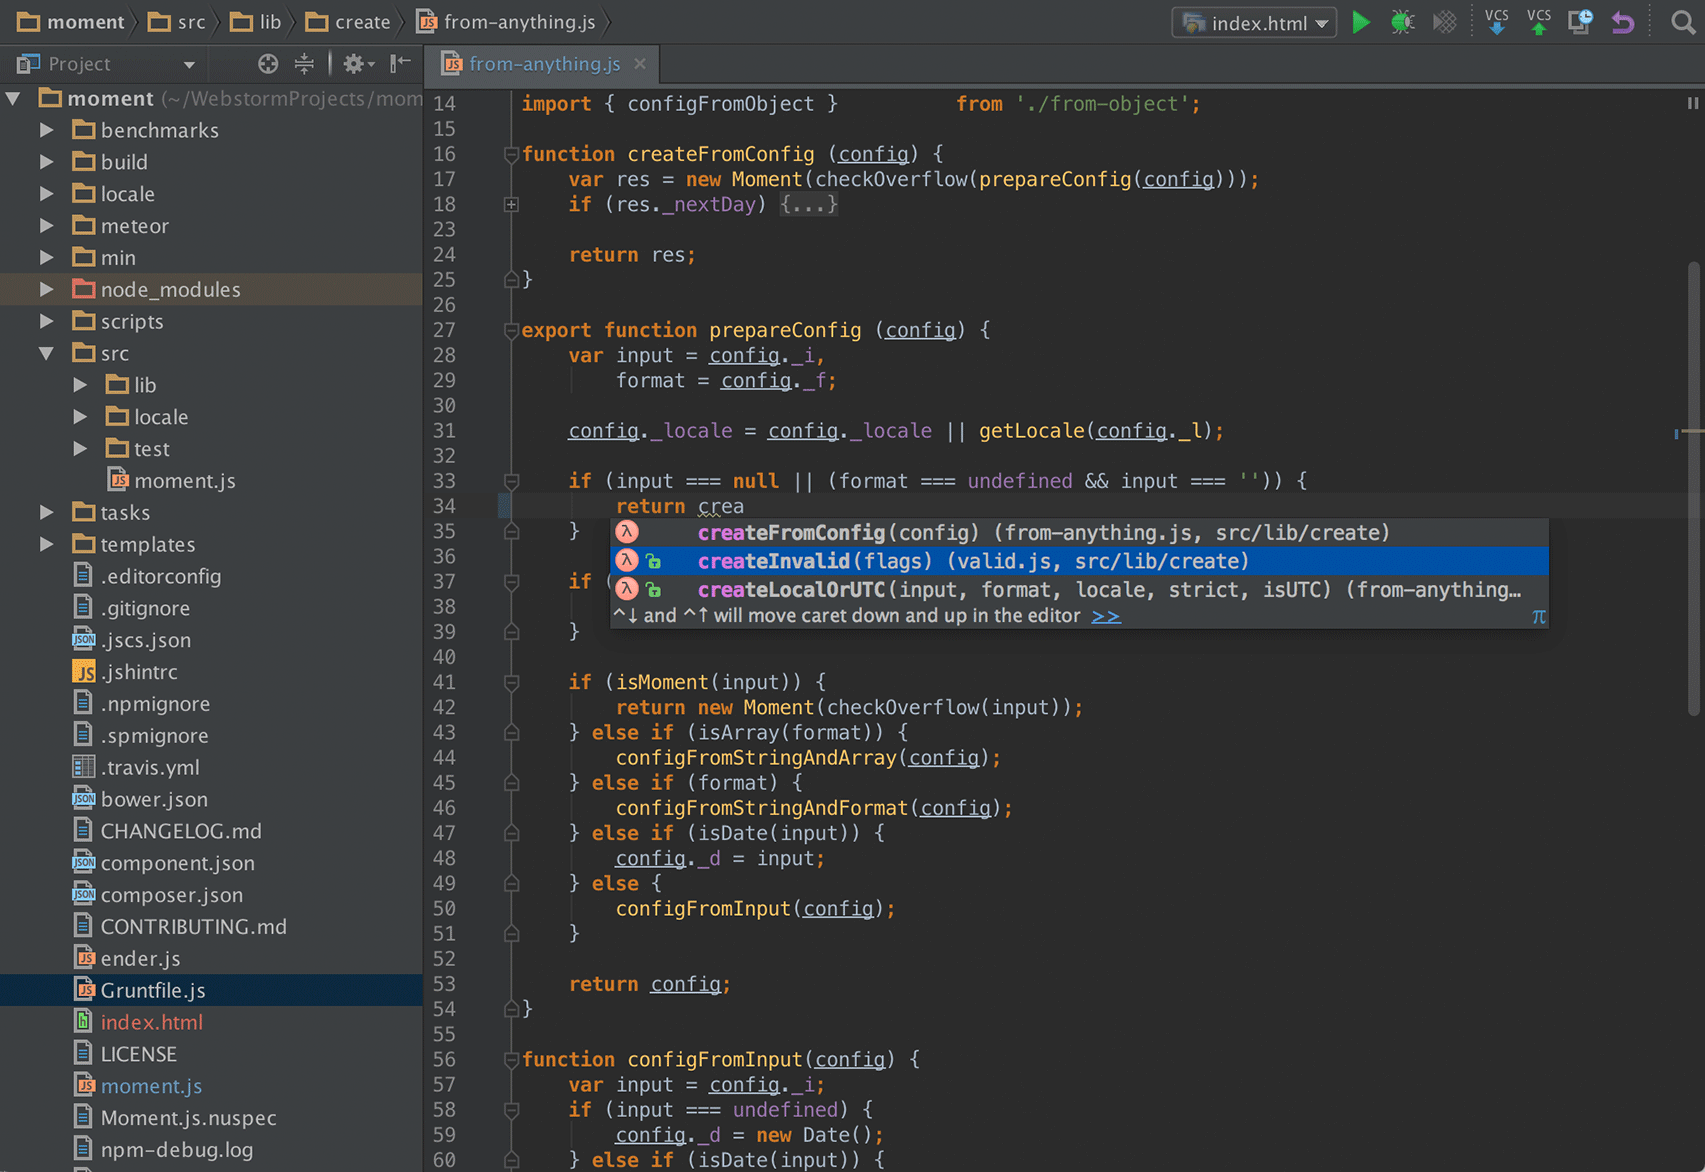 moment src lib create from-anything.js index.html VCS VCS
Project
from-anything.js
moment (~/WebstormProjects/mom
benchmarks
build
locale
meteor
min
node_modules
scripts
src
lib
locale
test
moment.js
tasks
templates
.editorconfig
.gitignore
.jscs.json
.jshintrc
.npmignore
.spmignore
.travis.yml
bower.json
CHANGELOG.md
component.json
composer.json
CONTRIBUTING.md
ender.js
Gruntfile.js
index.html
LICENSE
moment.js
Moment.js.nuspec
npm-debug.log
14 import { configFromObject } from './from-object';
15
16 function createFromConfig (config) {
17 var res = new Moment(checkOverflow(prepareConfig(config)));
18 if (res._nextDay) {...}
23
24 return res;
25 }
26
27 export function prepareConfig (config) {
28 var input = config._i,
29 format = config._f;
30
31 config._locale = config._locale || getLocale(config._l);
32
33 if (input === null || (format === undefined && input === '')) {
34 return crea
35 }
36
37 if (
38
39 }
createFromConfig(config) (from-anything.js, src/lib/create)
createInvalid(flags) (valid.js, src/lib/create)
createLocalOrUTC(input, format, locale, strict, isUTC) (from-anything...
^↓ and ^↑ will move caret down and up in the editor >> π
40
41 if (isMoment(input)) {
42 return new Moment(checkOverflow(input));
43 } else if (isArray(format)) {
44 configFromStringAndArray(config);
45 } else if (format) {
46 configFromStringAndFormat(config);
47 } else if (isDate(input)) {
48 config._d = input;
49 } else {
50 configFromInput(config);
51 }
52
53 return config;
54 }
55
56 function configFromInput(config) {
57 var input = config._i;
58 if (input === undefined) {
59 config._d = new Date();
60 } else if (isDate(input)) {